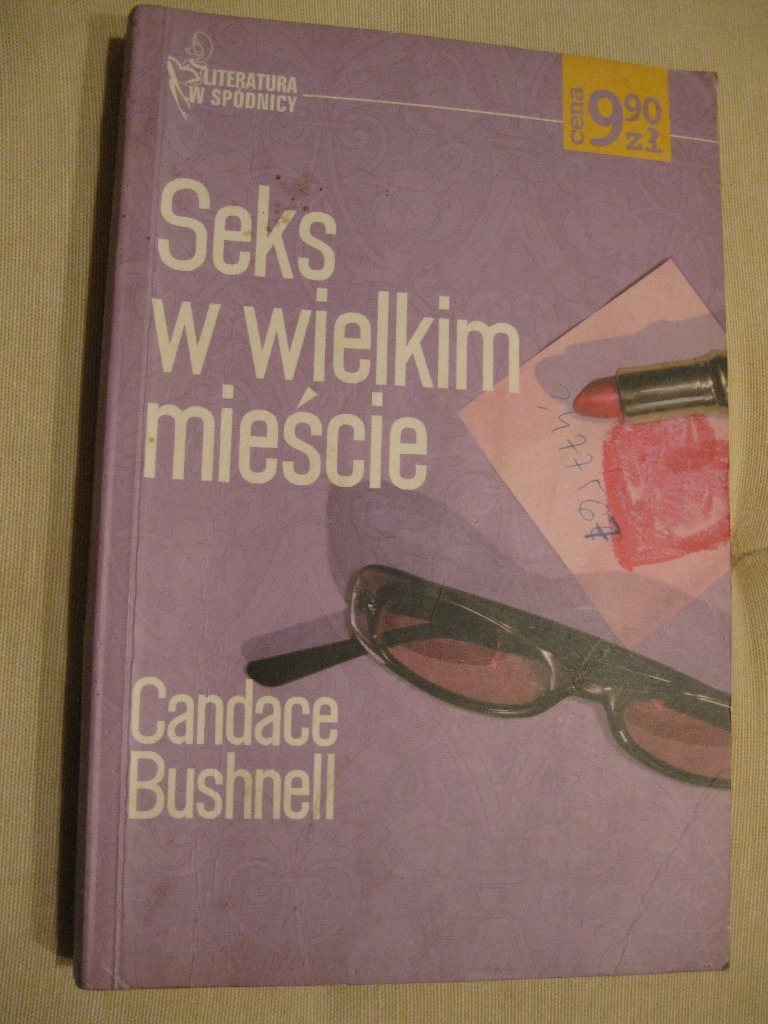 LITERATURA
W SPÓDNICY
cena 9 90 zł
Seks
w wielkim
mieście
Candace
Bushnell